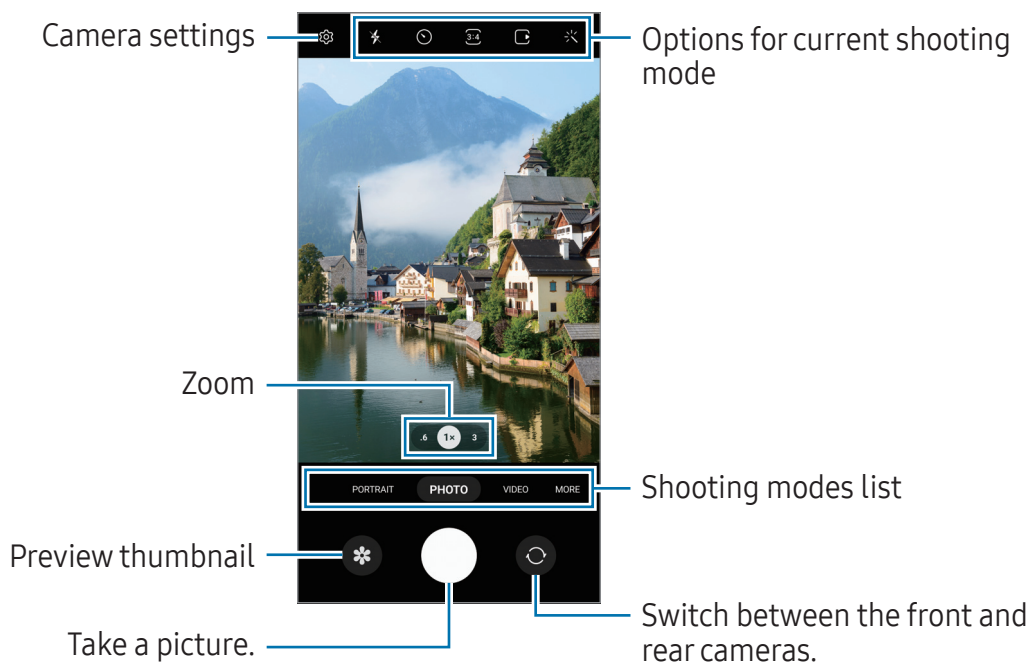 Camera settings
3:4
Options for current shooting
mode
Zoom
.6 1× 3
PORTRAIT PHOTO VIDEO MORE
Shooting modes list
Preview thumbnail
Take a picture.
Switch between the front and
rear cameras.